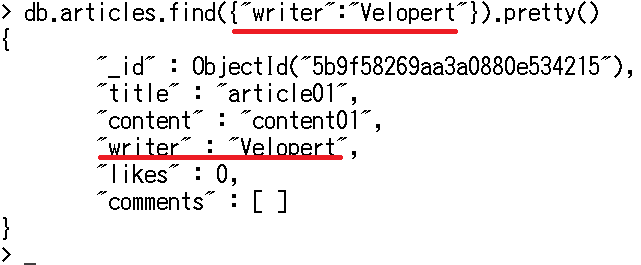 > db.articles.find({"writer":"Velopert"}).pretty()
{
        "_id" : ObjectId("5b9f58269aa3a0880e534215"),
        "title" : "article01",
        "content" : "content01",
        "writer" : "Velopert",
        "likes" : 0,
        "comments" : [ ]
}
> _